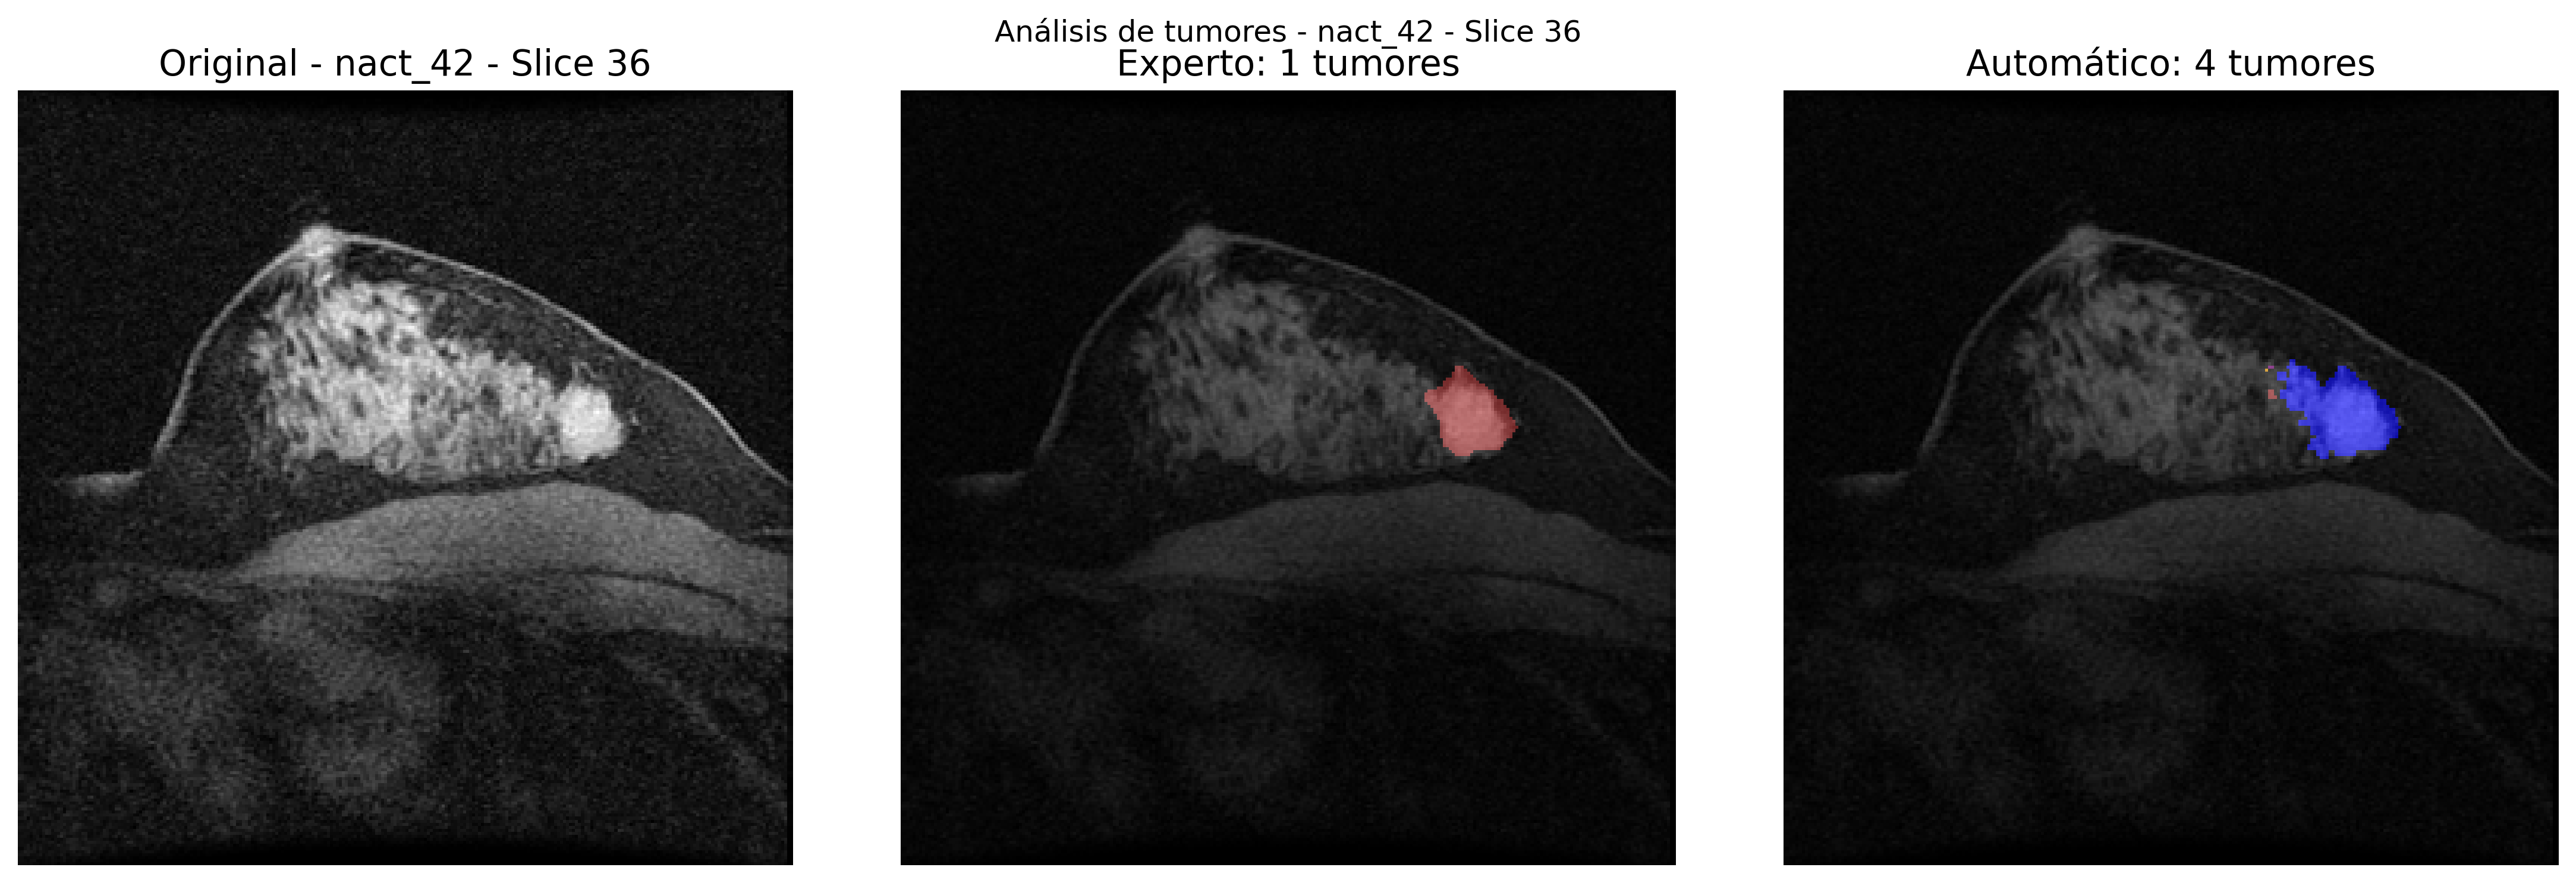 Análisis de tumores - nact_42 - Slice 36
Original - nact_42 - Slice 36
Experto: 1 tumores
Automático: 4 tumores